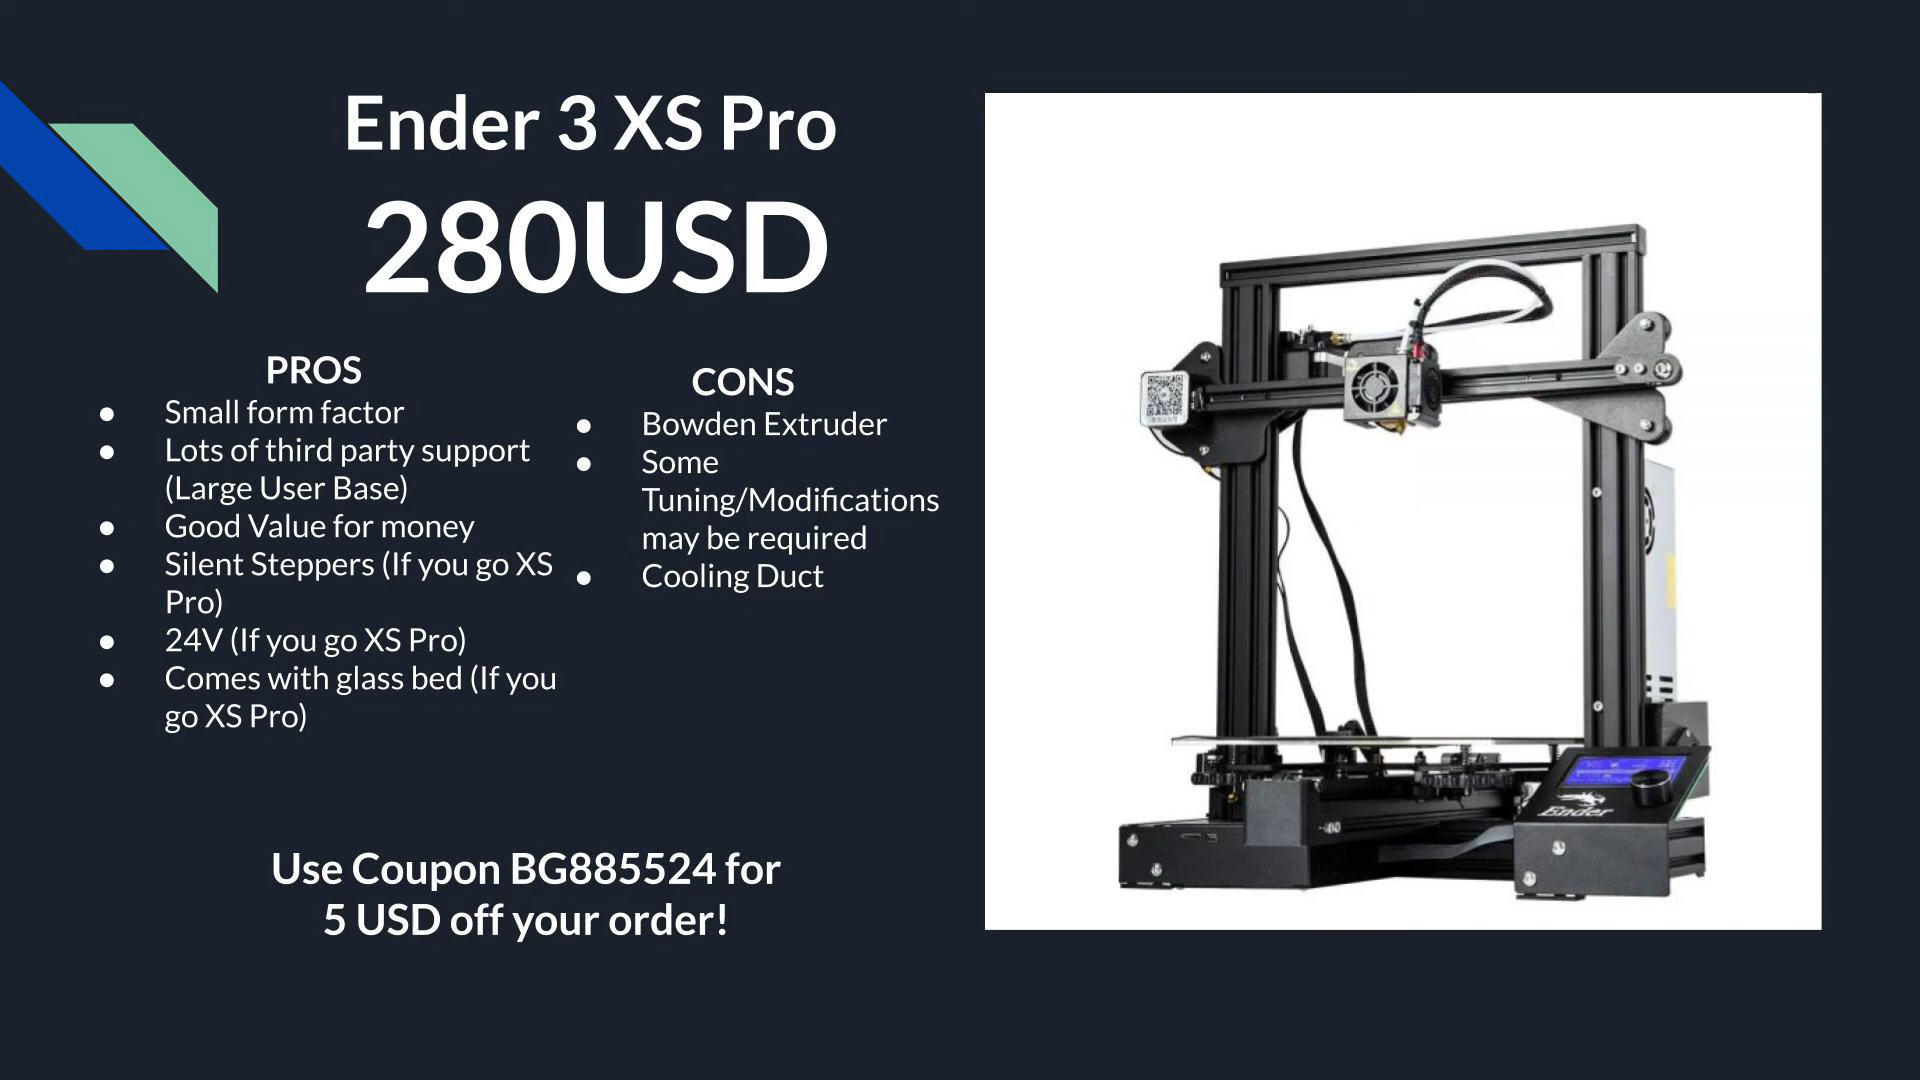 Ender 3 XS Pro
280USD
PROS
● Small form factor
● Lots of third party support
(Large User Base)
● Good Value for money
● Silent Steppers (If you go XS
Pro)
● 24V (If you go XS Pro)
● Comes with glass bed (If you
go XS Pro)
CONS
● Bowden Extruder
● Some
Tuning/Modifications
may be required
● Cooling Duct
Use Coupon BG885524 for
5 USD off your order!
Ender